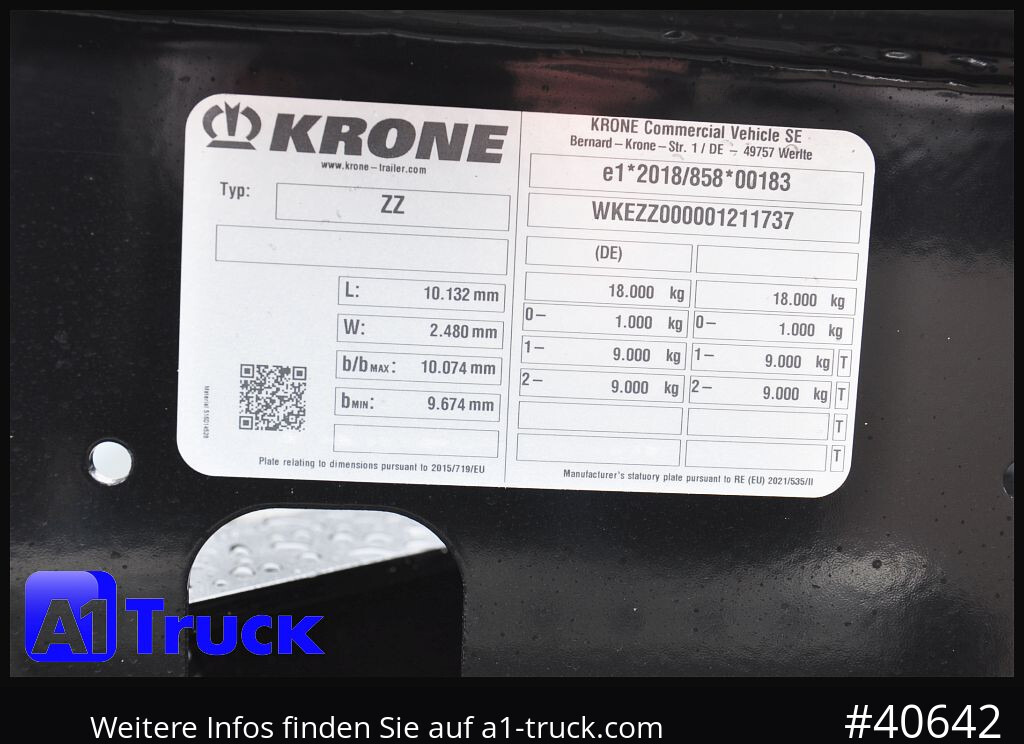 KRONE
www.krone-trailer.com
Typ: ZZ
L: 10.132 mm
W: 2.480 mm
b/bMAX: 10.074 mm
bMIN: 9.674 mm
Plate relating to dimensions pursuant to 2015/719/EU
KRONE Commercial Vehicle SE
Bernard-Krone-Str. 1 / DE - 49757 Werlte
e1*2018/858*00183
WKEZZ000001211737
(DE)
18.000 kg 18.000 kg
0- 1.000 kg 0- 1.000 kg
1- 9.000 kg 1- 9.000 kg T
2- 9.000 kg 2- 9.000 kg T
T
T
Manufacturer's statuory plate pursuant to RE (EU) 2021/535/II
A1 Truck
Weitere Infos finden Sie auf a1-truck.com
#40642